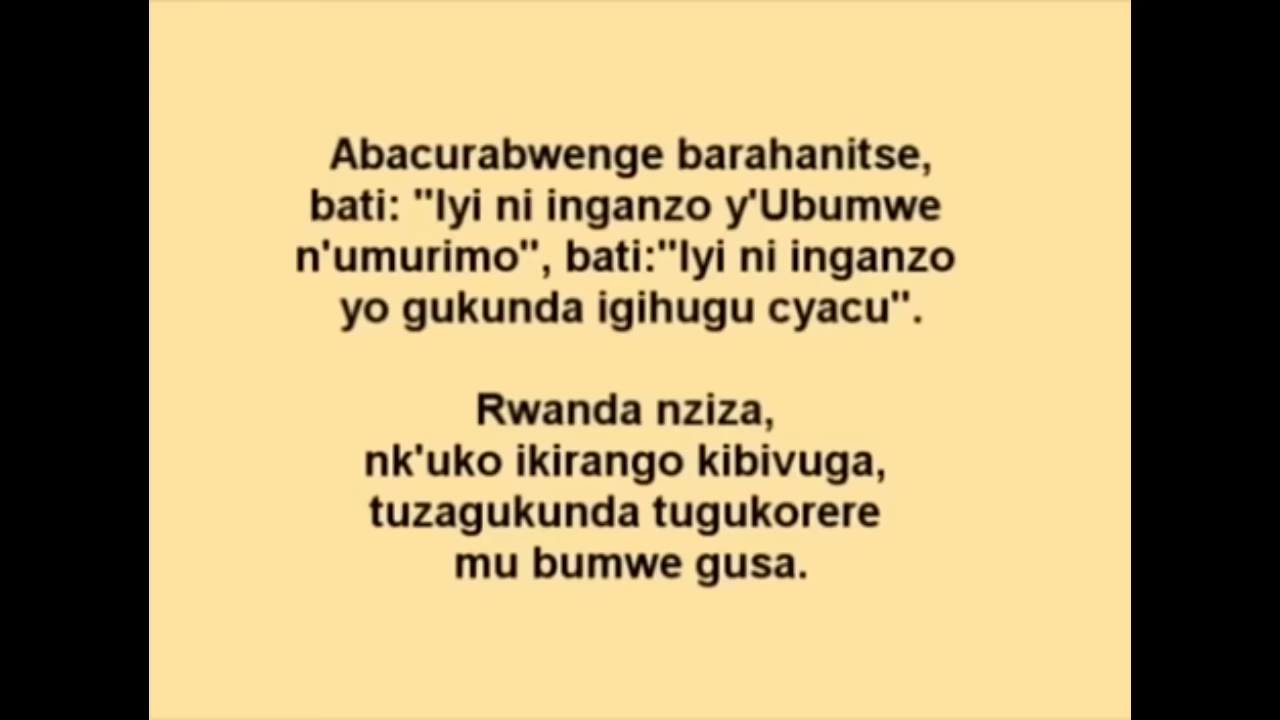 Abacurabwenge barahanitse,
bati: "Iyi ni inganzo y'Ubumwe
n'umurimo", bati:"Iyi ni inganzo
yo gukunda igihugu cyacu".
Rwanda nziza,
nk'uko ikirango kibivuga,
tuzagukunda tugukorere
mu bumwe gusa.